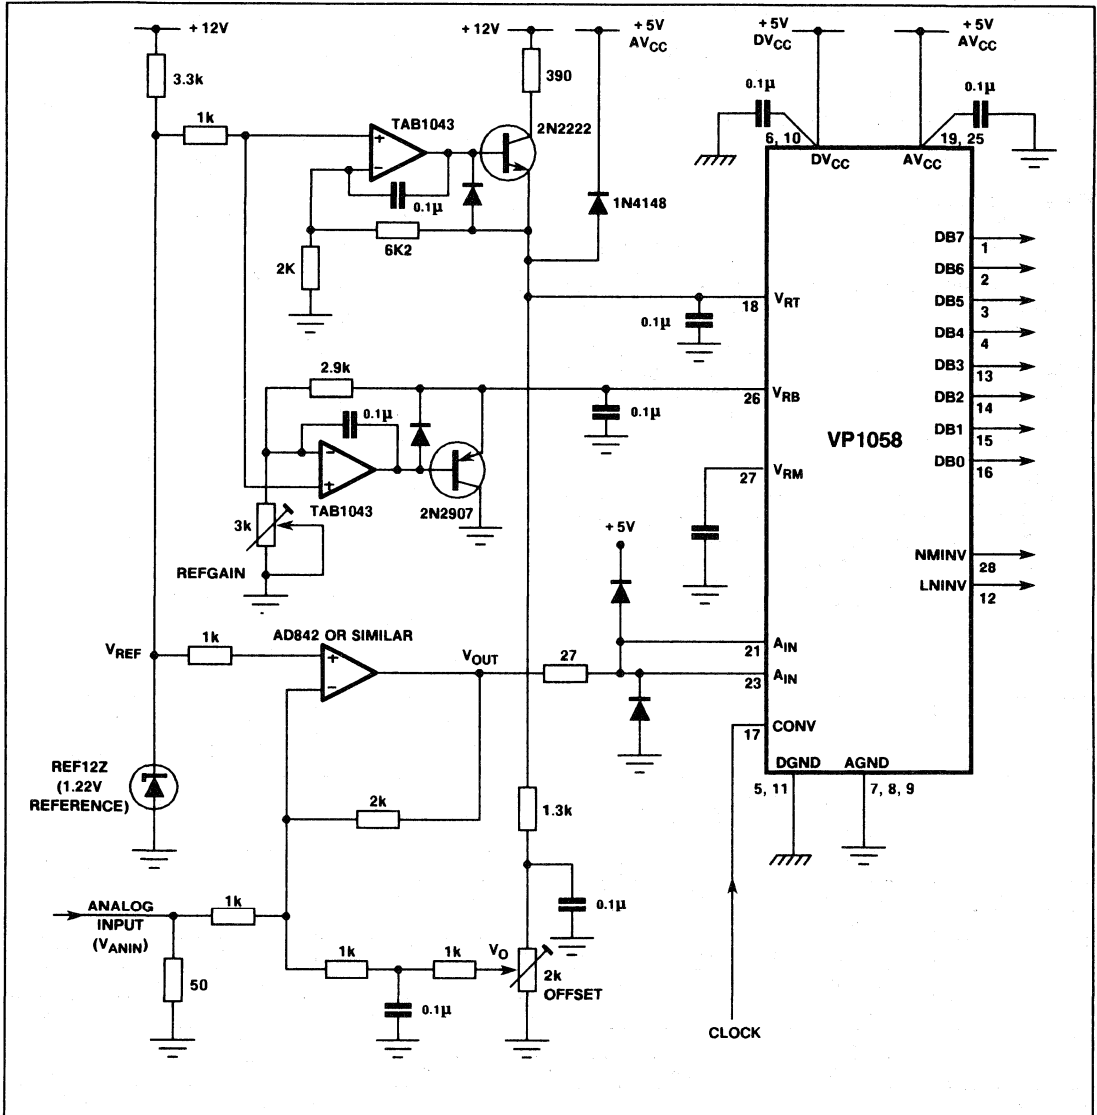 + 12V
+ 12V
+ 5V
AVCC
+ 5V
DVCC
+ 5V
AVCC
3.3k
390
0.1µ
0.1µ
1k
TAB1043
2N2222
6, 10
19, 25
DVCC
AVCC
+
−
0.1µ
1N4148
6K2
2K
DB7
1
DB6
2
DB5
3
DB4
4
DB3
13
DB2
14
DB1
15
DB0
16
18
VRT
0.1µ
2.9k
26
VRB
0.1µ
0.1µ
VP1058
−
+
27
VRM
TAB1043
2N2907
3k
+ 5V
REFGAIN
NMINV
28
LNINV
12
AD842 OR SIMILAR
VREF
1k
+
−
VOUT
27
21
AIN
23
AIN
17
CONV
REF12Z
(1.22V
REFERENCE)
DGND
AGND
5, 11
7, 8, 9
2k
1.3k
ANALOG
INPUT
(VANIN)
1k
0.1µ
1k
1k
VO
2k
OFFSET
50
0.1µ
CLOCK